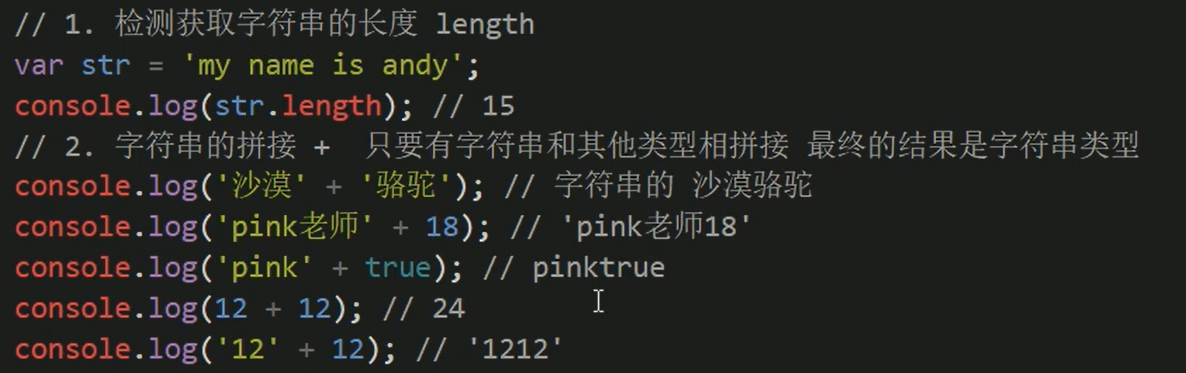 // 1. 检测获取字符串的长度 length
var str = 'my name is andy';
console.log(str.length); // 15
// 2. 字符串的拼接 +  只要有字符串和其他类型相拼接 最终的结果是字符串类型
console.log('沙漠' + '骆驼'); // 字符串的 沙漠骆驼
console.log('pink老师' + 18); // 'pink老师18'
console.log('pink' + true); // pinktrue
console.log(12 + 12); // 24
console.log('12' + 12); // '1212'